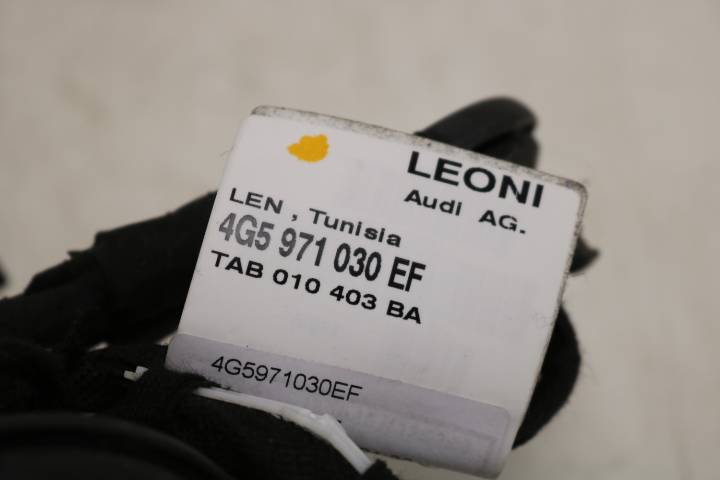 LEONI
Audi AG.
LEN , Tunisia
4G5 971 030 EF
TAB 010 403 BA
4G5971030EF